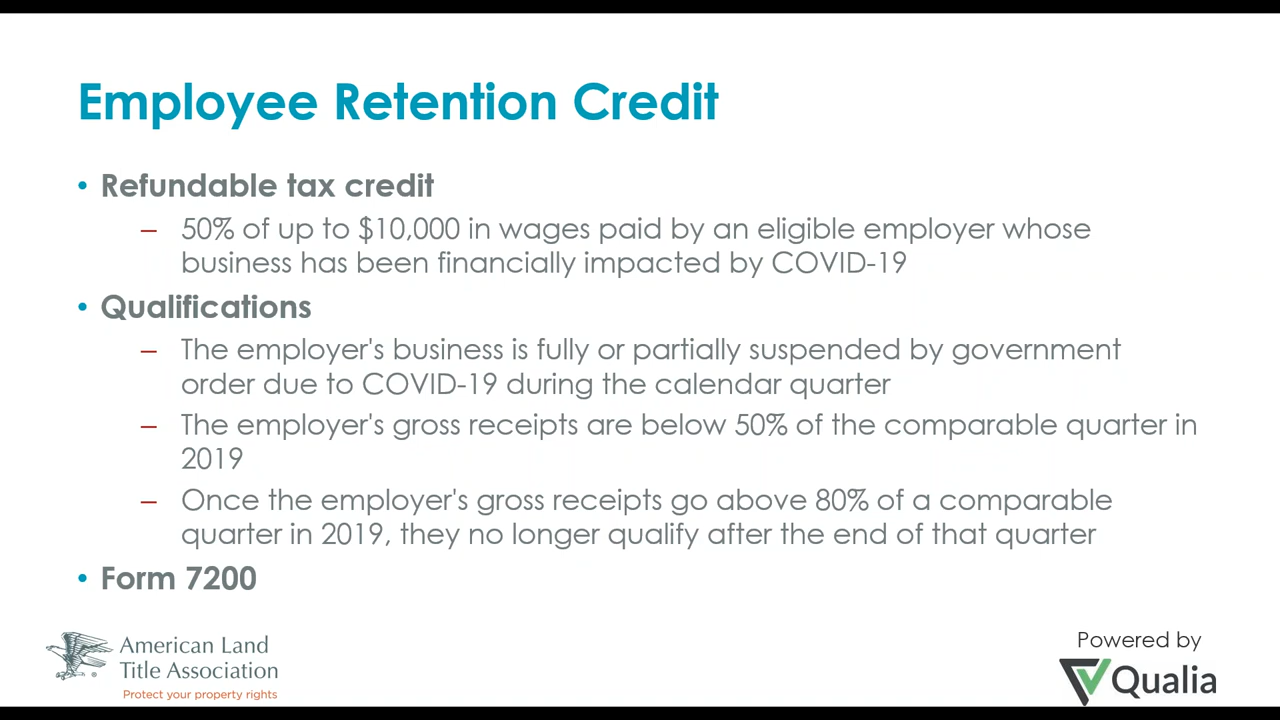 Employee Retention Credit
• Refundable tax credit
– 50% of up to $10,000 in wages paid by an eligible employer whose
business has been financially impacted by COVID-19
• Qualifications
– The employer's business is fully or partially suspended by government
order due to COVID-19 during the calendar quarter
– The employer's gross receipts are below 50% of the comparable quarter in
2019
– Once the employer's gross receipts go above 80% of a comparable
quarter in 2019, they no longer qualify after the end of that quarter
• Form 7200
American Land
Title Association
Protect your property rights
Powered by
Qualia